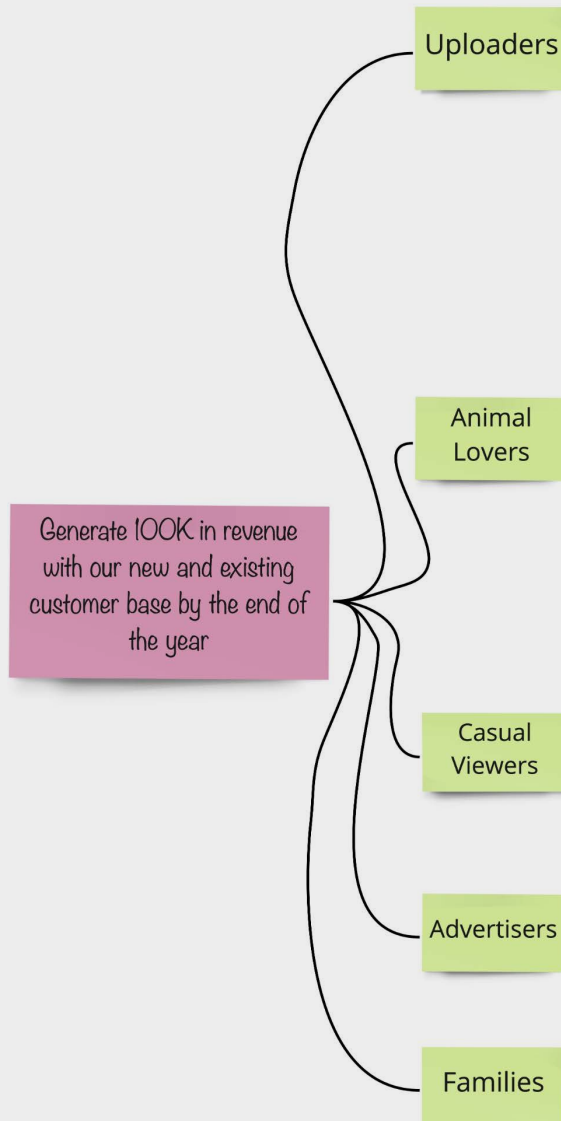 Uploaders
Animal
Lovers
Generate 100K in revenue
with our new and existing
customer base by the end of
the year
Casual
Viewers
Advertisers
Families